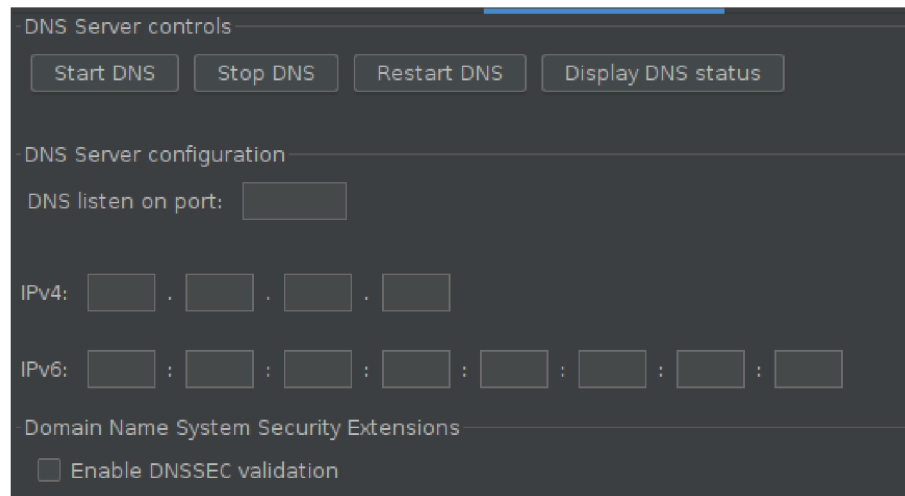 DNS Server controls
Start DNS Stop DNS Restart DNS Display DNS status
DNS Server configuration
DNS listen on port:
IPv4: . . .
IPv6: : : : : : : :
Domain Name System Security Extensions
Enable DNSSEC validation